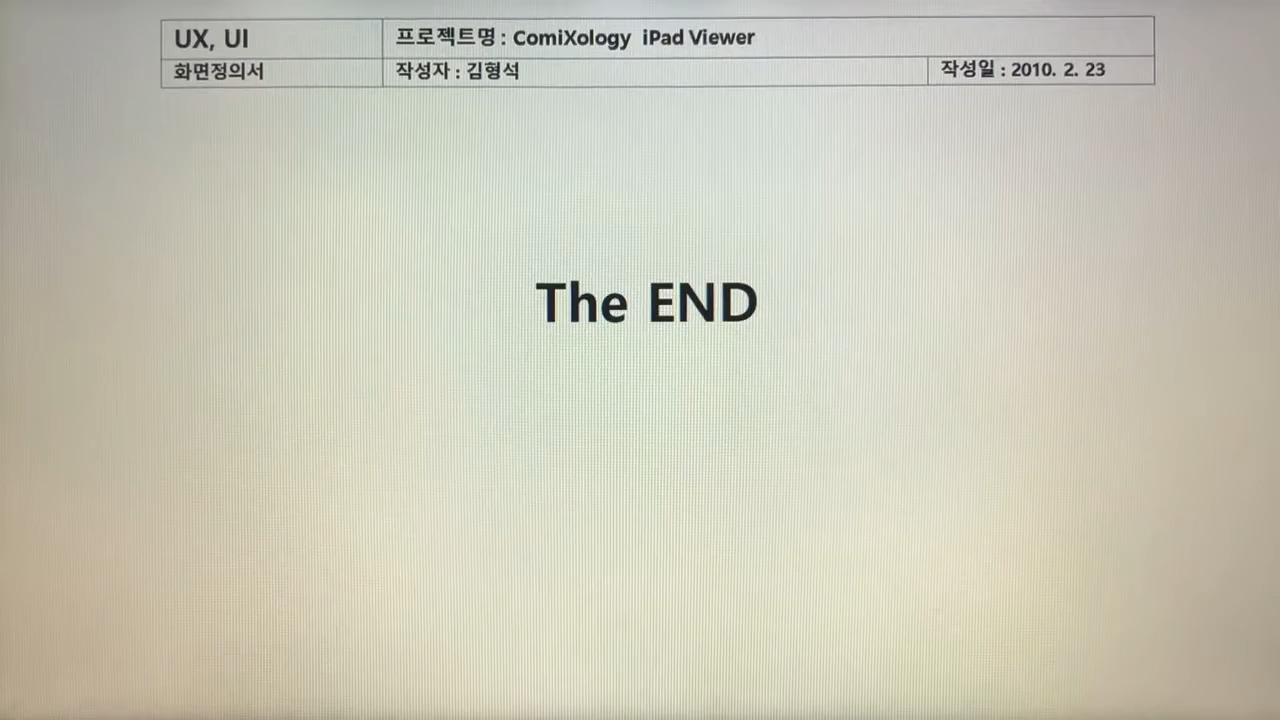 UX, UI
프로젝트명 : ComiXology iPad Viewer
화면정의서
작성자 : 김형석
작성일 : 2010. 2. 23
The END